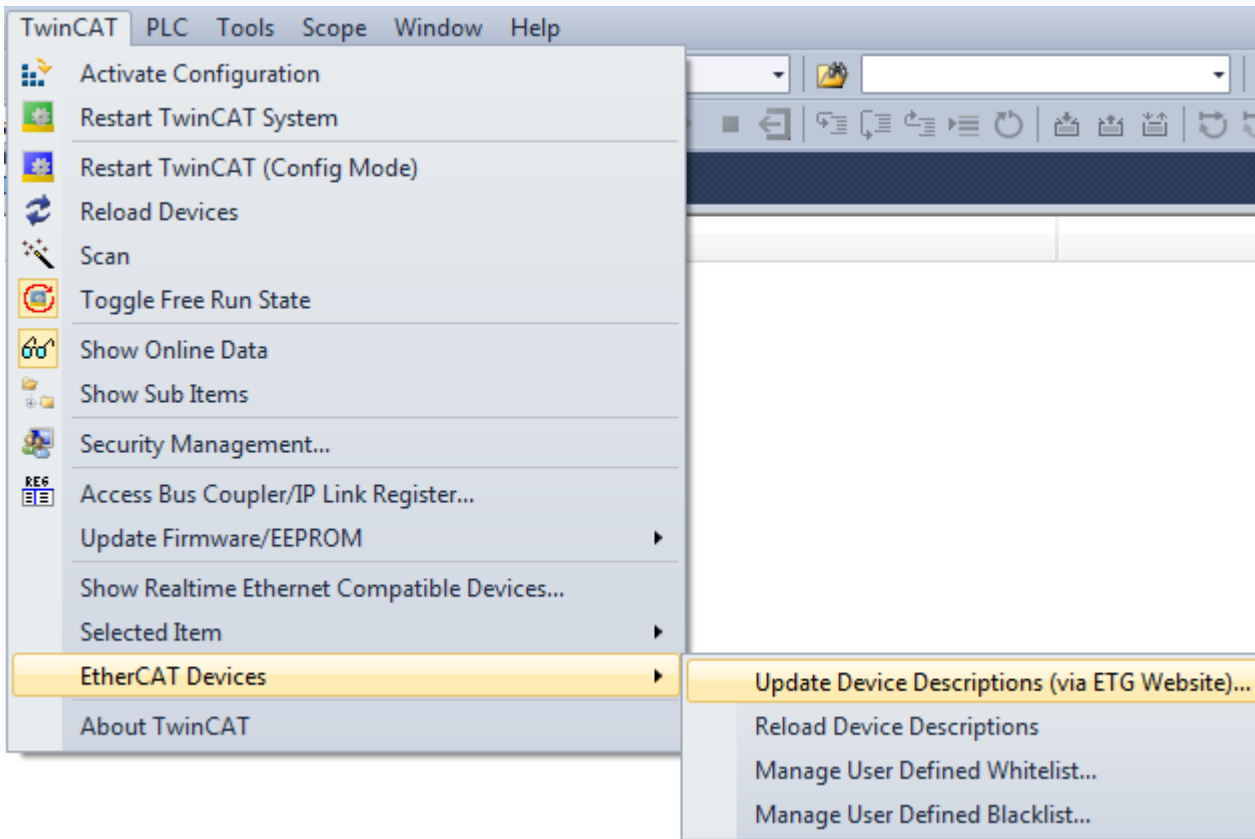 TwinCAT PLC Tools Scope Window Help
Activate Configuration
Restart TwinCAT System
Restart TwinCAT (Config Mode)
Reload Devices
Scan
Toggle Free Run State
Show Online Data
Show Sub Items
Security Management...
REG
Access Bus Coupler/IP Link Register...
Update Firmware/EEPROM
Show Realtime Ethernet Compatible Devices...
Selected Item
EtherCAT Devices
About TwinCAT
Update Device Descriptions (via ETG Website)...
Reload Device Descriptions
Manage User Defined Whitelist...
Manage User Defined Blacklist...